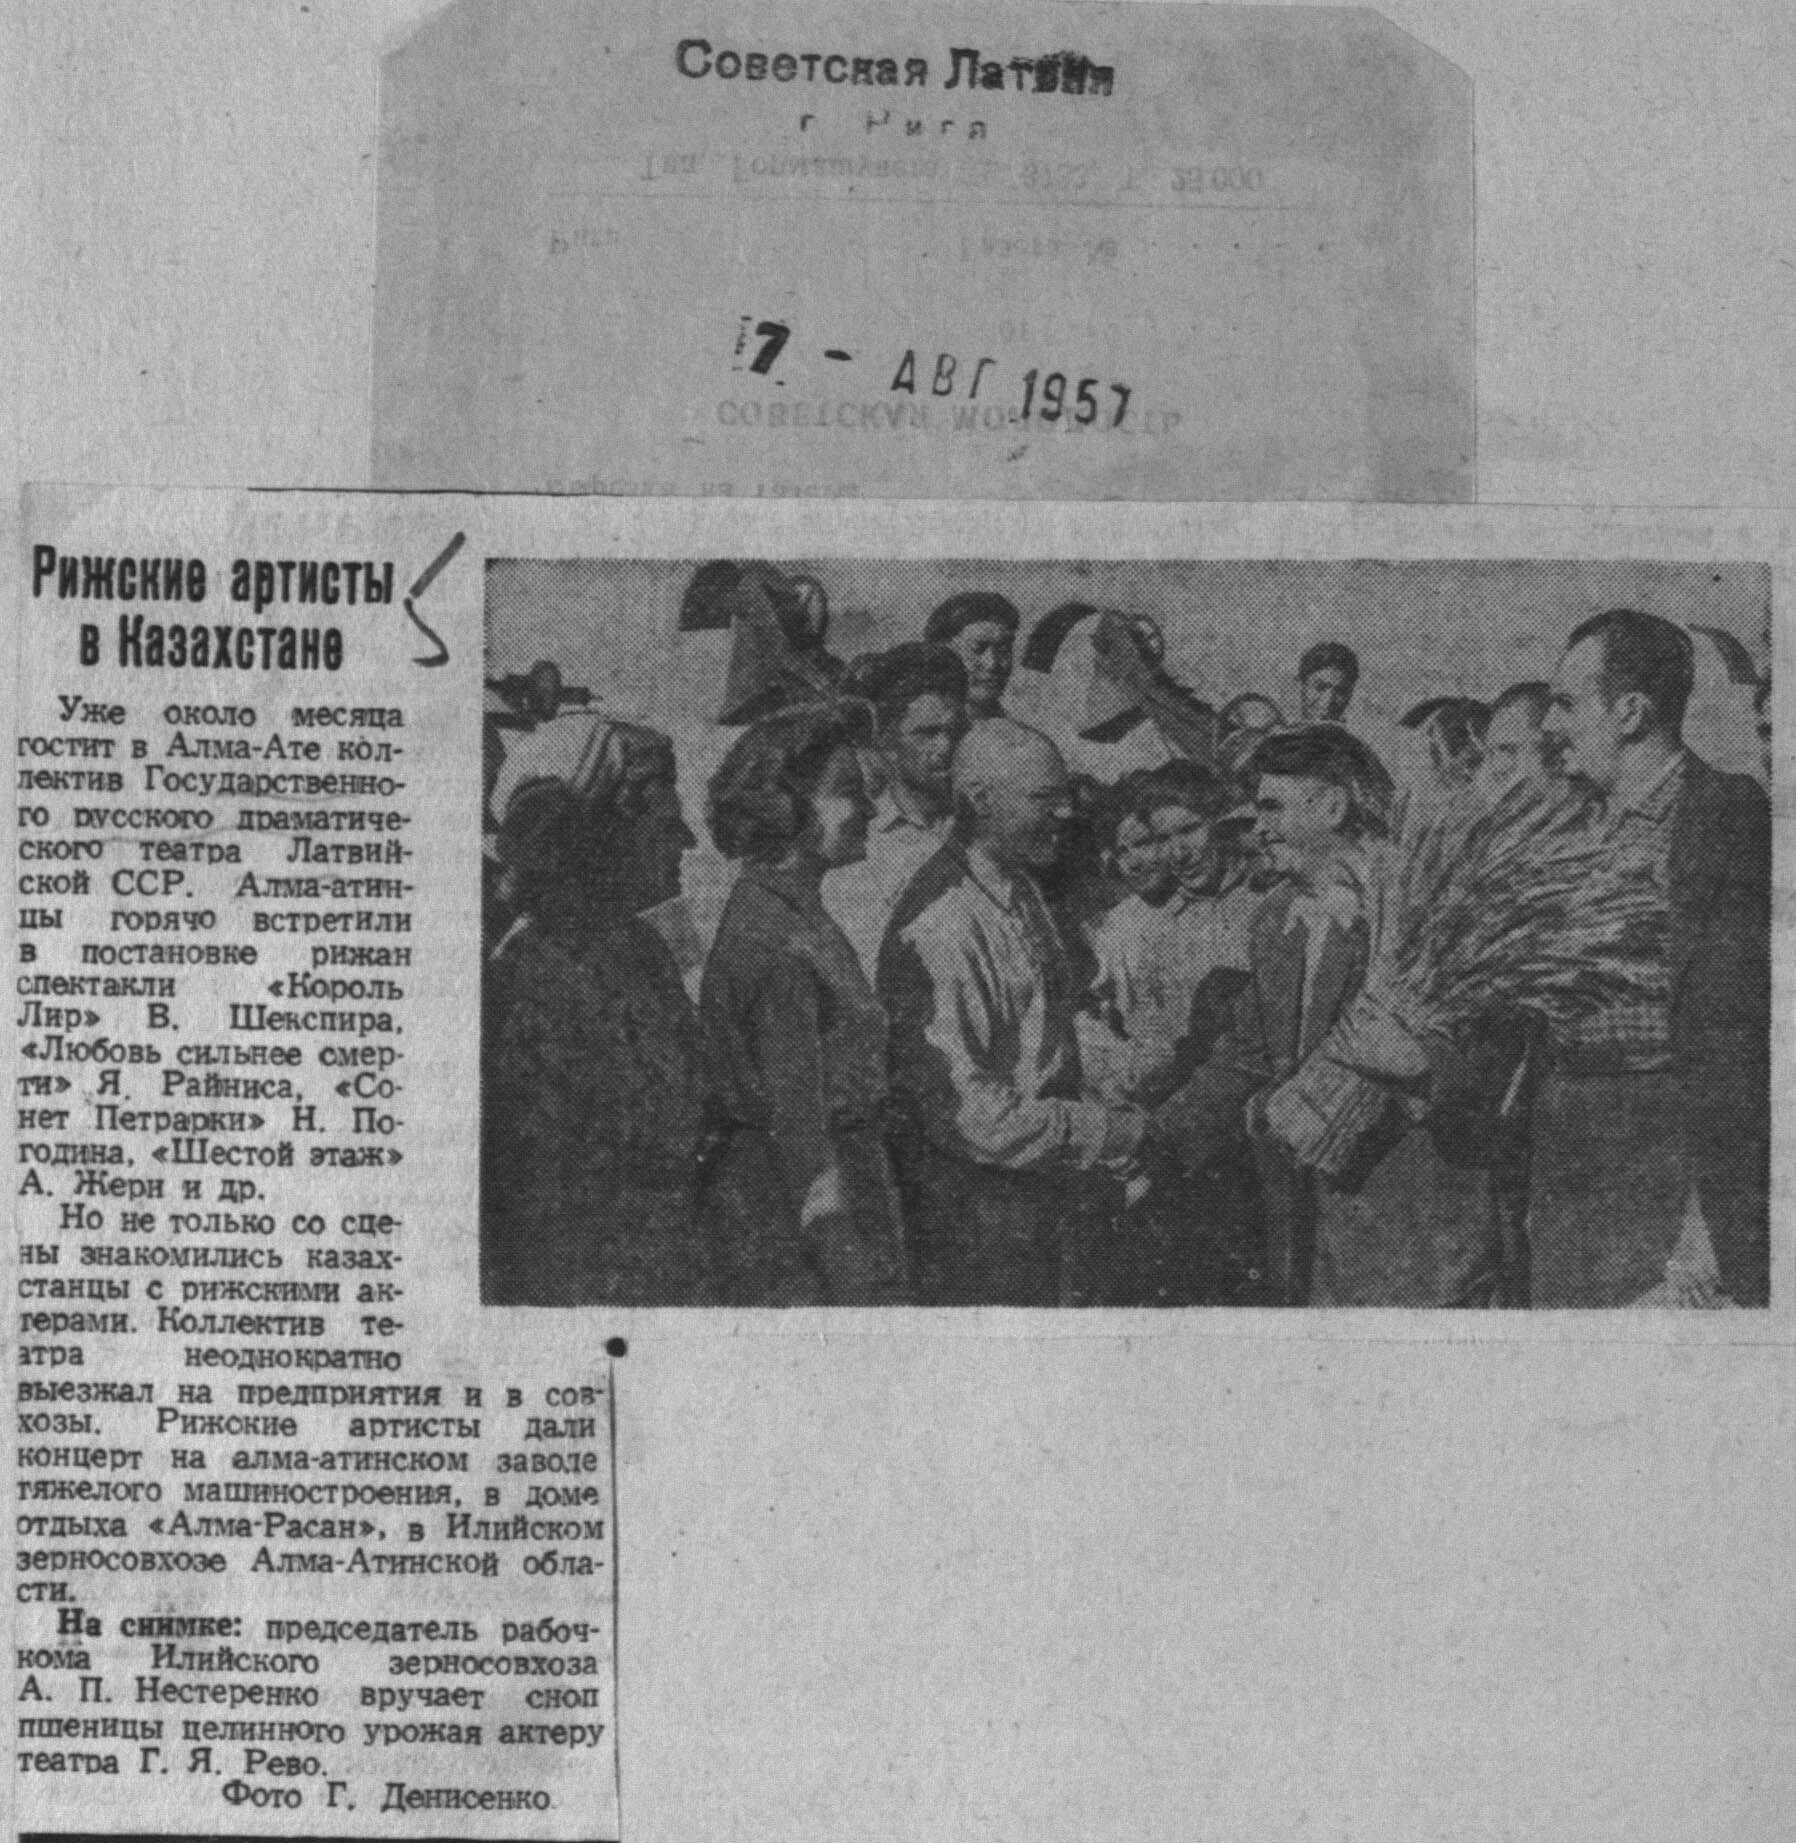 Советская Латвия
г Рига
7 - АВГ 1957
Рижские артисты
в Казахстане
Уже около месяца
гостит в Алма-Ате кол-
лектив Государственно-
го русского драматиче-
ского театра Латвий-
ской ССР. Алма-атин-
цы горячо встретили
в постановке рижан
спектакли «Король
Лир» В. Шекспира,
«Любовь сильнее смер-
ти» Я. Райниса, «Со-
нет Петрарки» Н. По-
година, «Шестой этаж»
А. Жери и др.
Но не только со сце-
ны знакомились казах-
станцы с рижскими ак-
терами. Коллектив те-
атра неоднократно
выезжал на предприятия и в сов-
хозы. Рижские артисты дали
концерт на алма-атинском заводе
тяжелого машиностроения, в доме
отдыха «Алма-Расан», в Илийском
зерносовхозе Алма-Атинской обла-
сти.
На снимке: председатель рабоч-
кома Илийского зерносовхоза
А. П. Нестеренко вручает сноп
пшеницы целинного урожая актеру
театра Г. Я. Рево.
Фото Г. Денисенко.